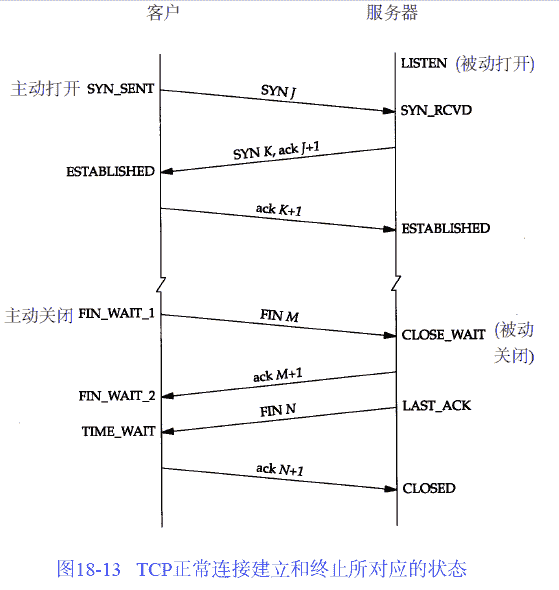 客户 服务器
LISTEN (被动打开)
主动打开 SYN_SENT
SYN J
SYN_RCVD
SYN K, ack J+1
ESTABLISHED
ack K+1
ESTABLISHED
主动关闭 FIN_WAIT_1
FIN M
CLOSE_WAIT (被动
关闭)
ack M+1
FIN_WAIT_2
FIN N
LAST_ACK
TIME_WAIT
ack N+1
CLOSED
图18-13 TCP正常连接建立和终止所对应的状态